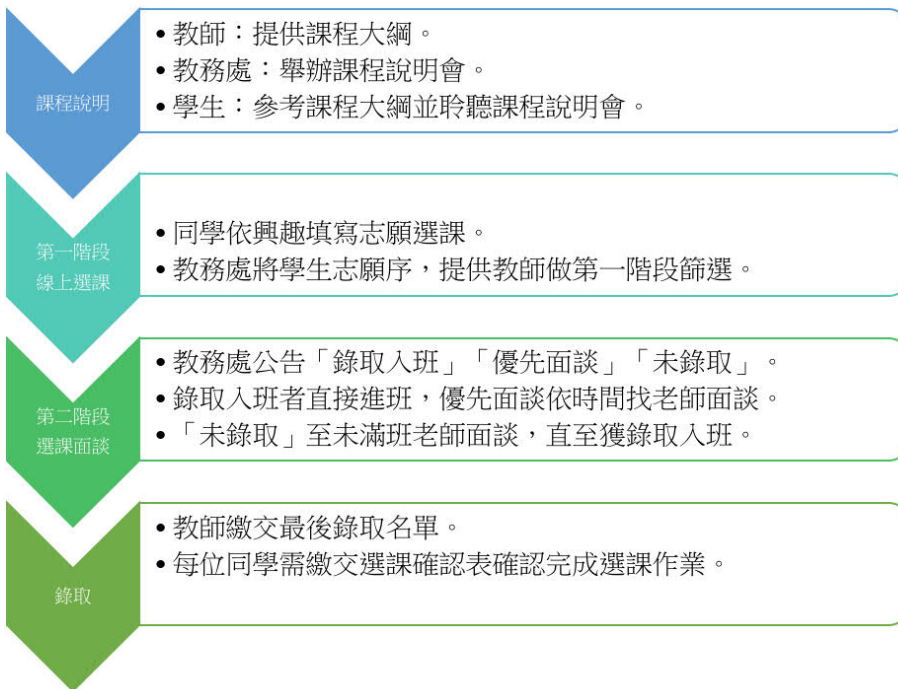 課程說明
• 教師：提供課程大綱。
• 教務處：舉辦課程說明會。
• 學生：參考課程大綱並聆聽課程說明會。
第一階段
線上選課
• 同學依興趣填寫志願選課。
• 教務處將學生志願序，提供教師做第一階段篩選。
第二階段
選課面談
• 教務處公告「錄取入班」「優先面談」「未錄取」。
• 錄取入班者直接進班，優先面談依時間找老師面談。
• 「未錄取」至未滿班老師面談，直至獲錄取入班。
錄取
• 教師繳交最後錄取名單。
• 每位同學需繳交選課確認表確認完成選課作業。